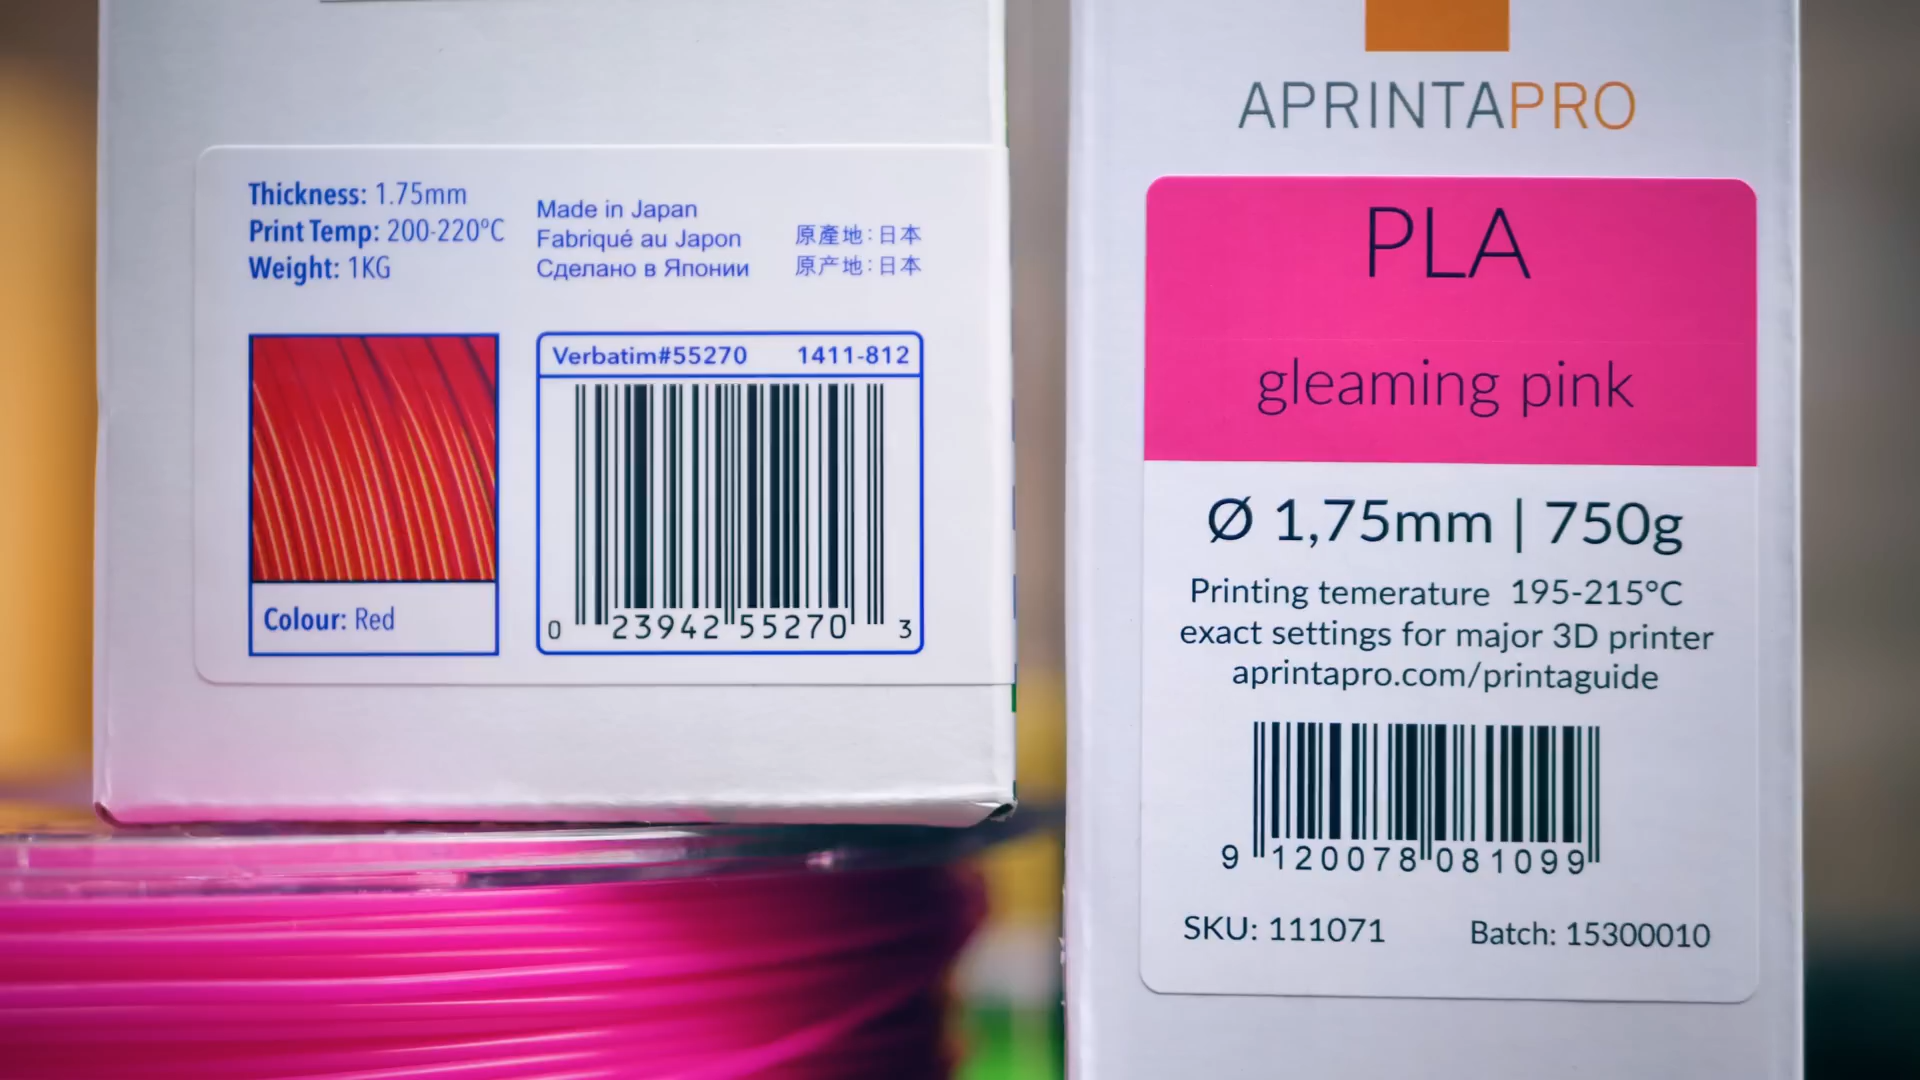 Thickness: 1.75mm
Print Temp: 200-220°C
Weight: 1KG
Made in Japan
Fabriqué au Japon
Сделано в Японии
原產地:日本
原产地:日本
Colour: Red
Verbatim#55270 1411-812
0 23942 55270 3
APRINTAPRO
PLA
gleaming pink
Ø 1,75mm | 750g
Printing temerature 195-215°C
exact settings for major 3D printer
aprintapro.com/printaguide
9 120078 081099
SKU: 111071 Batch: 15300010